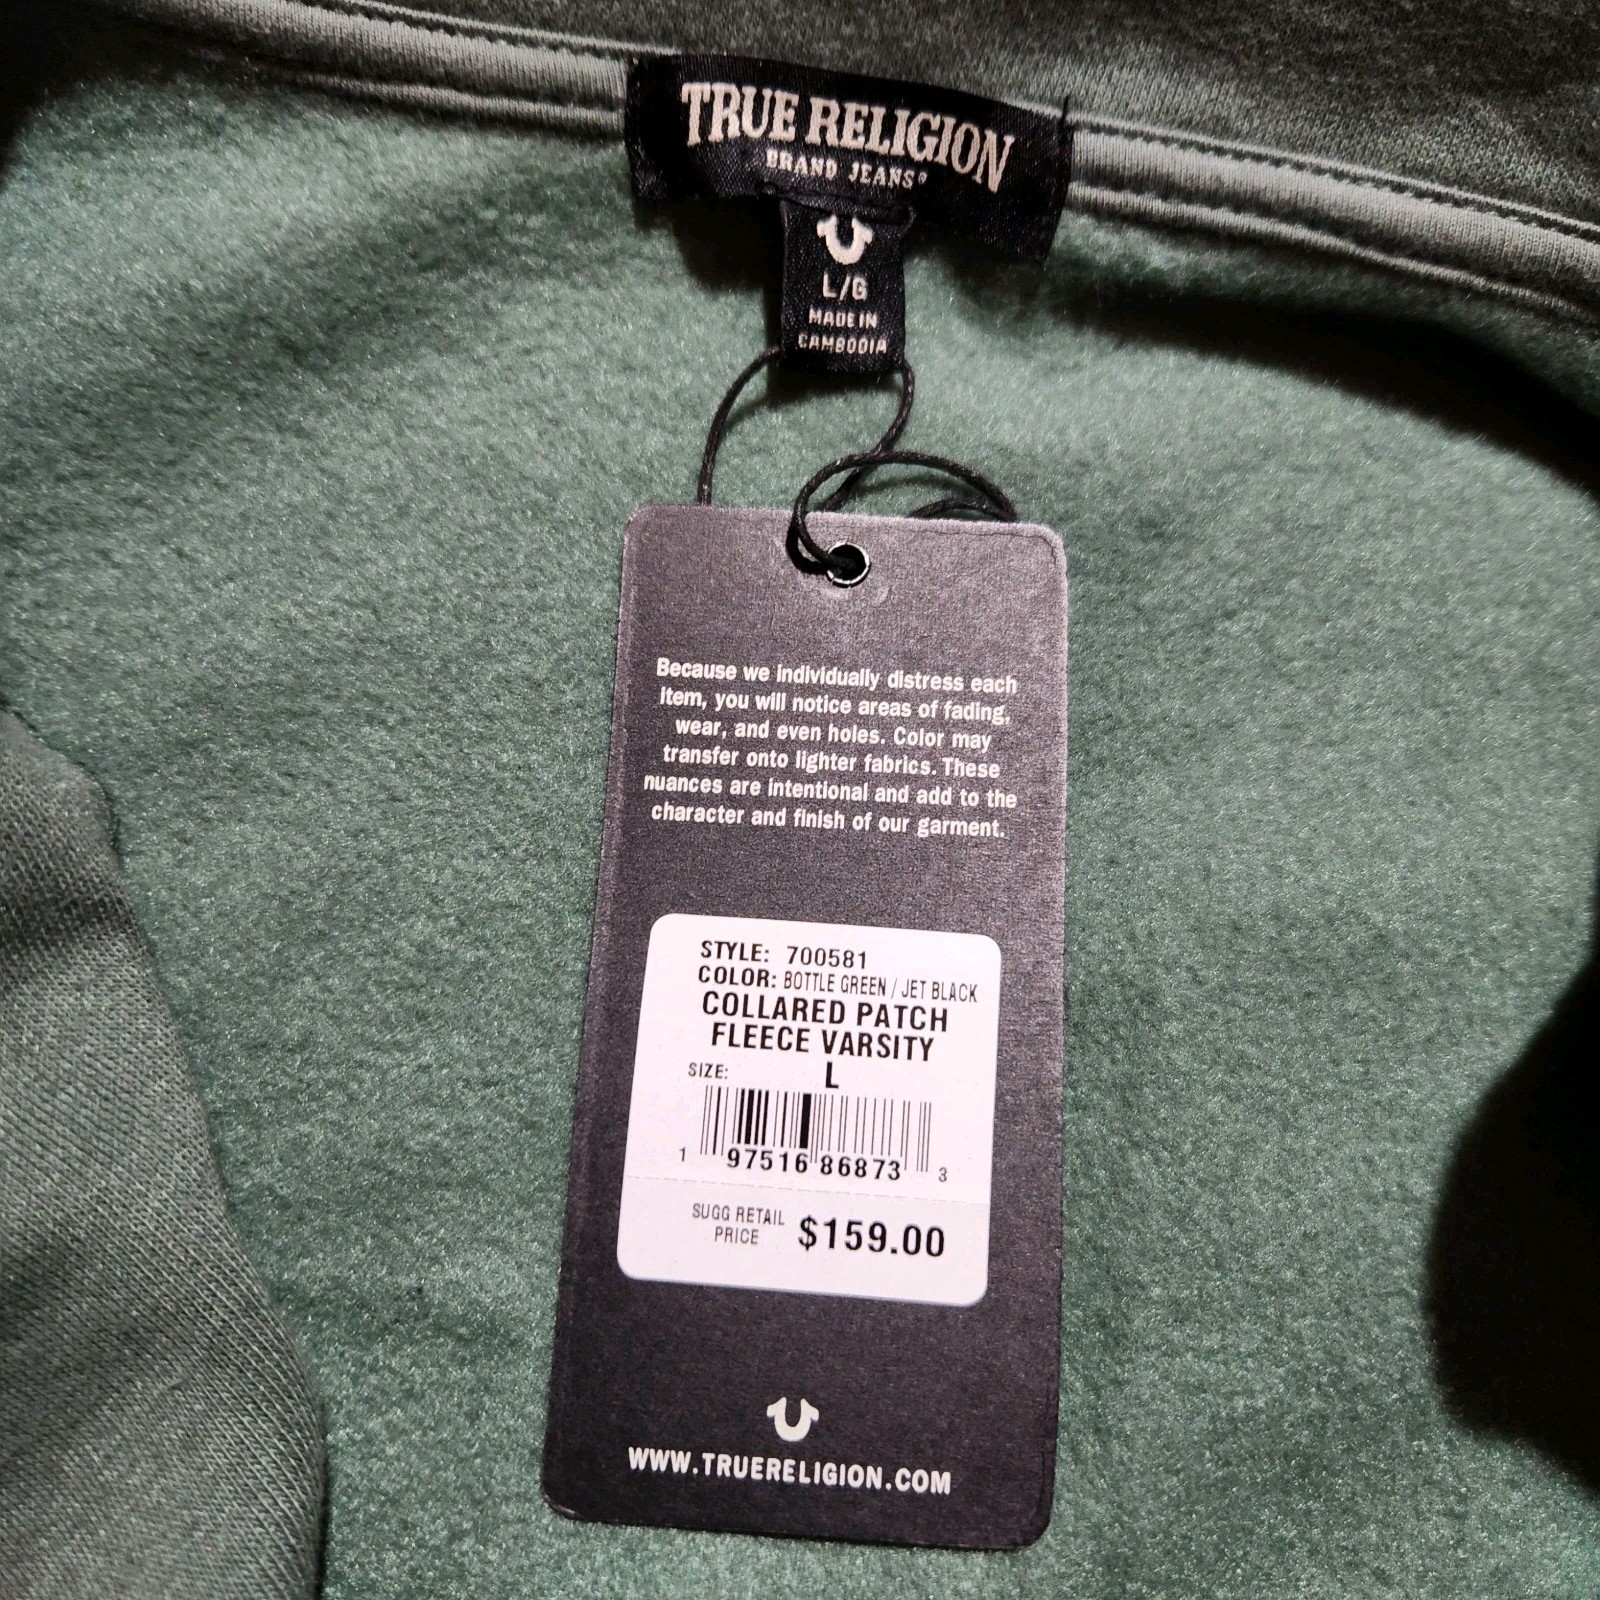 TRUE RELIGION
BRAND JEANS®
L/G
MADE IN
CAMBODIA
Because we individually distress each
item, you will notice areas of fading,
wear, and even holes. Color may
transfer onto lighter fabrics. These
nuances are intentional and add to the
character and finish of our garment.
STYLE: 700581
COLOR: BOTTLE GREEN / JET BLACK
COLLARED PATCH
FLEECE VARSITY
SIZE: L
1 97516 86873 3
SUGG RETAIL
PRICE $159.00
WWW.TRUERELIGION.COM